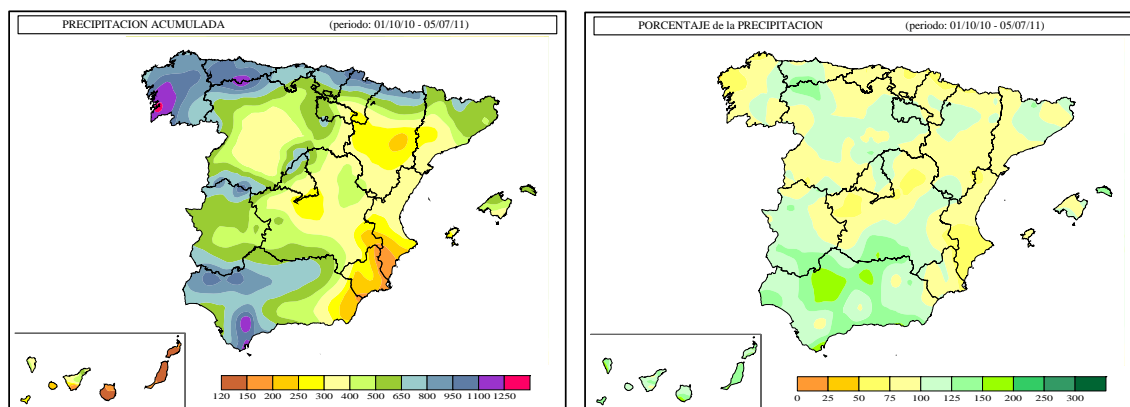 PRECIPITACION ACUMULADA (periodo: 01/10/10 - 05/07/11)
120 150 200 250 300 400 500 650 800 950 1100 1250
PORCENTAJE de la PRECIPITACION (periodo: 01/10/10 - 05/07/11)
0 25 50 75 100 125 150 200 250 300